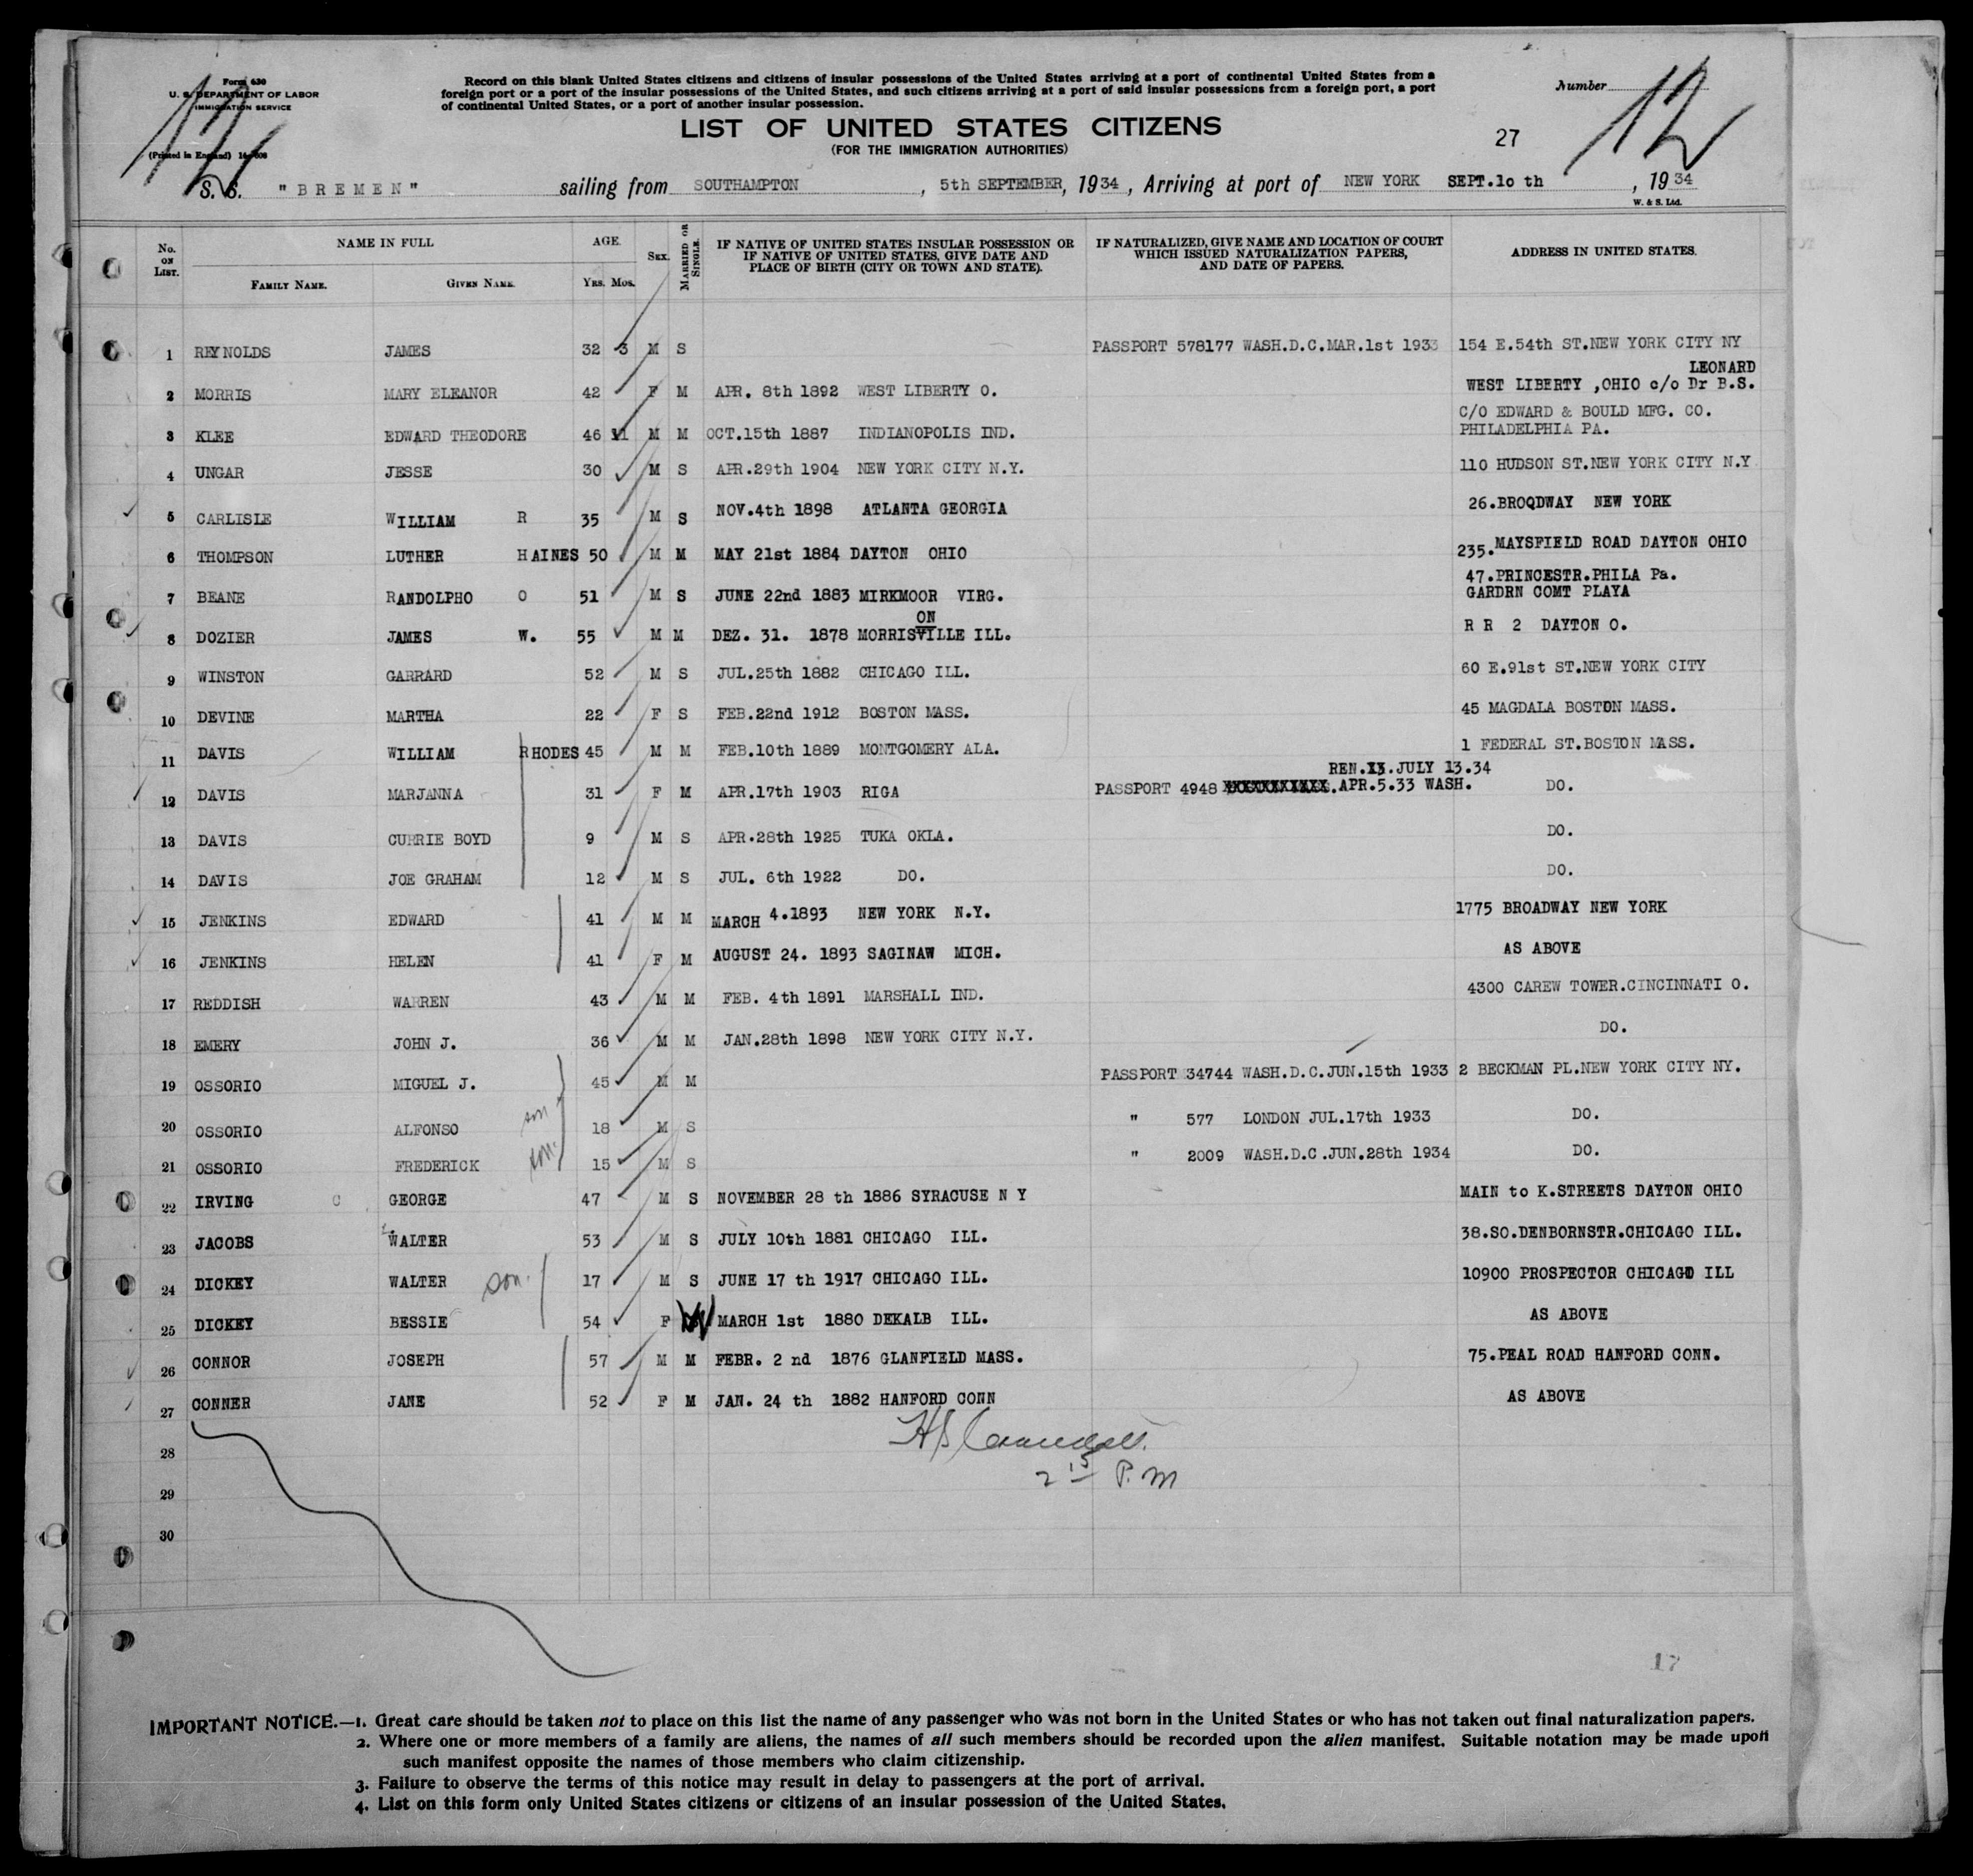 Form 630
U. S. DEPARTMENT OF LABOR
IMMIGRATION SERVICE
(Printed in England)
12
Record on this blank United States citizens and citizens of insular possessions of the United States arriving at a port of continental United States from a
foreign port or a port of the insular possessions of the United States, and such citizens arriving at a port of said insular possessions from a foreign port, a port
of continental United States, or a port of another insular possession.
Number 12
LIST OF UNITED STATES CITIZENS
(FOR THE IMMIGRATION AUTHORITIES)
27
S. S. "BREMEN" sailing from SOUTHAMPTON, 5th SEPTEMBER, 1934, Arriving at port of NEW YORK SEPT.10 th, 1934
W. & S. Ltd.
No. ON LIST. NAME IN FULL AGE. SEX. MARRIED OR SINGLE. IF NATIVE OF UNITED STATES INSULAR POSSESSION OR IF NATIVE OF UNITED STATES, GIVE DATE AND PLACE OF BIRTH (CITY OR TOWN AND STATE). IF NATURALIZED, GIVE NAME AND LOCATION OF COURT WHICH ISSUED NATURALIZATION PAPERS, AND DATE OF PAPERS. ADDRESS IN UNITED STATES.
FAMILY NAME. GIVEN NAME. YRS. MOS.
1 REYNOLDS JAMES 32 3 M S PASSPORT 578177 WASH.D.C.MAR.1st 1933 154 E.54th ST.NEW YORK CITY NY
LEONARD
2 MORRIS MARY ELEANOR 42 F M APR. 8th 1892 WEST LIBERTY O. WEST LIBERTY ,OHIO c/o Dr B.S.
C/O EDWARD & BOULD MFG. CO.
3 KLEE EDWARD THEODORE 46 11 M M OCT.15th 1887 INDIANOPOLIS IND. PHILADELPHIA PA.
4 UNGAR JESSE 30 M S APR.29th 1904 NEW YORK CITY N.Y. 110 HUDSON ST.NEW YORK CITY N.Y
5 CARLISLE WILLIAM R 35 M S NOV.4th 1898 ATLANTA GEORGIA 26.BROQDWAY NEW YORK
6 THOMPSON LUTHER HAINES 50 M M MAY 21st 1884 DAYTON OHIO 235.MAYSFIELD ROAD DAYTON OHIO
47.PRINCESTR.PHILA Pa.
7 BEANE RANDOLPHO O 51 M S JUNE 22nd 1883 MIRKMOOR VIRG. GARDRN COMT PLAYA
ON
8 DOZIER JAMES W. 55 M M DEZ. 31. 1878 MORRISVILLE ILL. R R 2 DAYTON O.
9 WINSTON GARRARD 52 M S JUL.25th 1882 CHICAGO ILL. 60 E.91st ST.NEW YORK CITY
10 DEVINE MARTHA 22 F S FEB.22nd 1912 BOSTON MASS. 45 MAGDALA BOSTON MASS.
11 DAVIS WILLIAM RHODES 45 M M FEB.10th 1889 MONTGOMERY ALA. 1 FEDERAL ST.BOSTON MASS.
REN.13.JULY 13.34
12 DAVIS MARJANNA 31 F M APR.17th 1903 RIGA PASSPORT 4948 XXXXXXXXXXX.APR.5.33 WASH. DO.
13 DAVIS CURRIE BOYD 9 M S APR.28th 1925 TUKA OKLA. DO.
14 DAVIS JOE GRAHAM 12 M S JUL. 6th 1922 DO. DO.
15 JENKINS EDWARD 41 M M MARCH 4.1893 NEW YORK N.Y. 1775 BROADWAY NEW YORK
16 JENKINS HELEN 41 F M AUGUST 24. 1893 SAGINAW MICH. AS ABOVE
17 REDDISH WARREN 43 M M FEB. 4th 1891 MARSHALL IND. 4300 CAREW TOWER.CINCINNATI O.
18 EMERY JOHN J. 36 M M JAN.28th 1898 NEW YORK CITY N.Y. DO.
19 OSSORIO MIGUEL J. 45 M M PASSPORT 34744 WASH.D.C.JUN.15th 1933 2 BECKMAN PL.NEW YORK CITY NY.
20 OSSORIO ALFONSO son 18 M S " 577 LONDON JUL.17th 1933 DO.
21 OSSORIO FREDERICK son. 15 M S " 2009 WASH.D.C.JUN.28th 1934 DO.
22 IRVING C GEORGE 47 M S NOVEMBER 28 th 1886 SYRACUSE N Y MAIN to K.STREETS DAYTON OHIO
23 JACOBS WALTER 53 M S JULY 10th 1881 CHICAGO ILL. 38.SO.DENBORNSTR.CHICAGO ILL.
24 DICKEY WALTER son. 17 M S JUNE 17 th 1917 CHICAGO ILL. 10900 PROSPECTOR CHICAGO ILL
25 DICKEY BESSIE 54 F W MARCH 1st 1880 DEKALB ILL. AS ABOVE
26 CONNOR JOSEPH 57 M M FEBR. 2 nd 1876 GLANFIELD MASS. 75.PEAL ROAD HANFORD CONN.
27 CONNER JANE 52 F M JAN. 24 th 1882 HANFORD CONN AS ABOVE
28
2 15 P.M
29
30
17
IMPORTANT NOTICE.—1. Great care should be taken not to place on this list the name of any passenger who was not born in the United States or who has not taken out final naturalization papers.
2. Where one or more members of a family are aliens, the names of all such members should be recorded upon the alien manifest. Suitable notation may be made upon
such manifest opposite the names of those members who claim citizenship.
3. Failure to observe the terms of this notice may result in delay to passengers at the port of arrival.
4. List on this form only United States citizens or citizens of an insular possession of the United States.